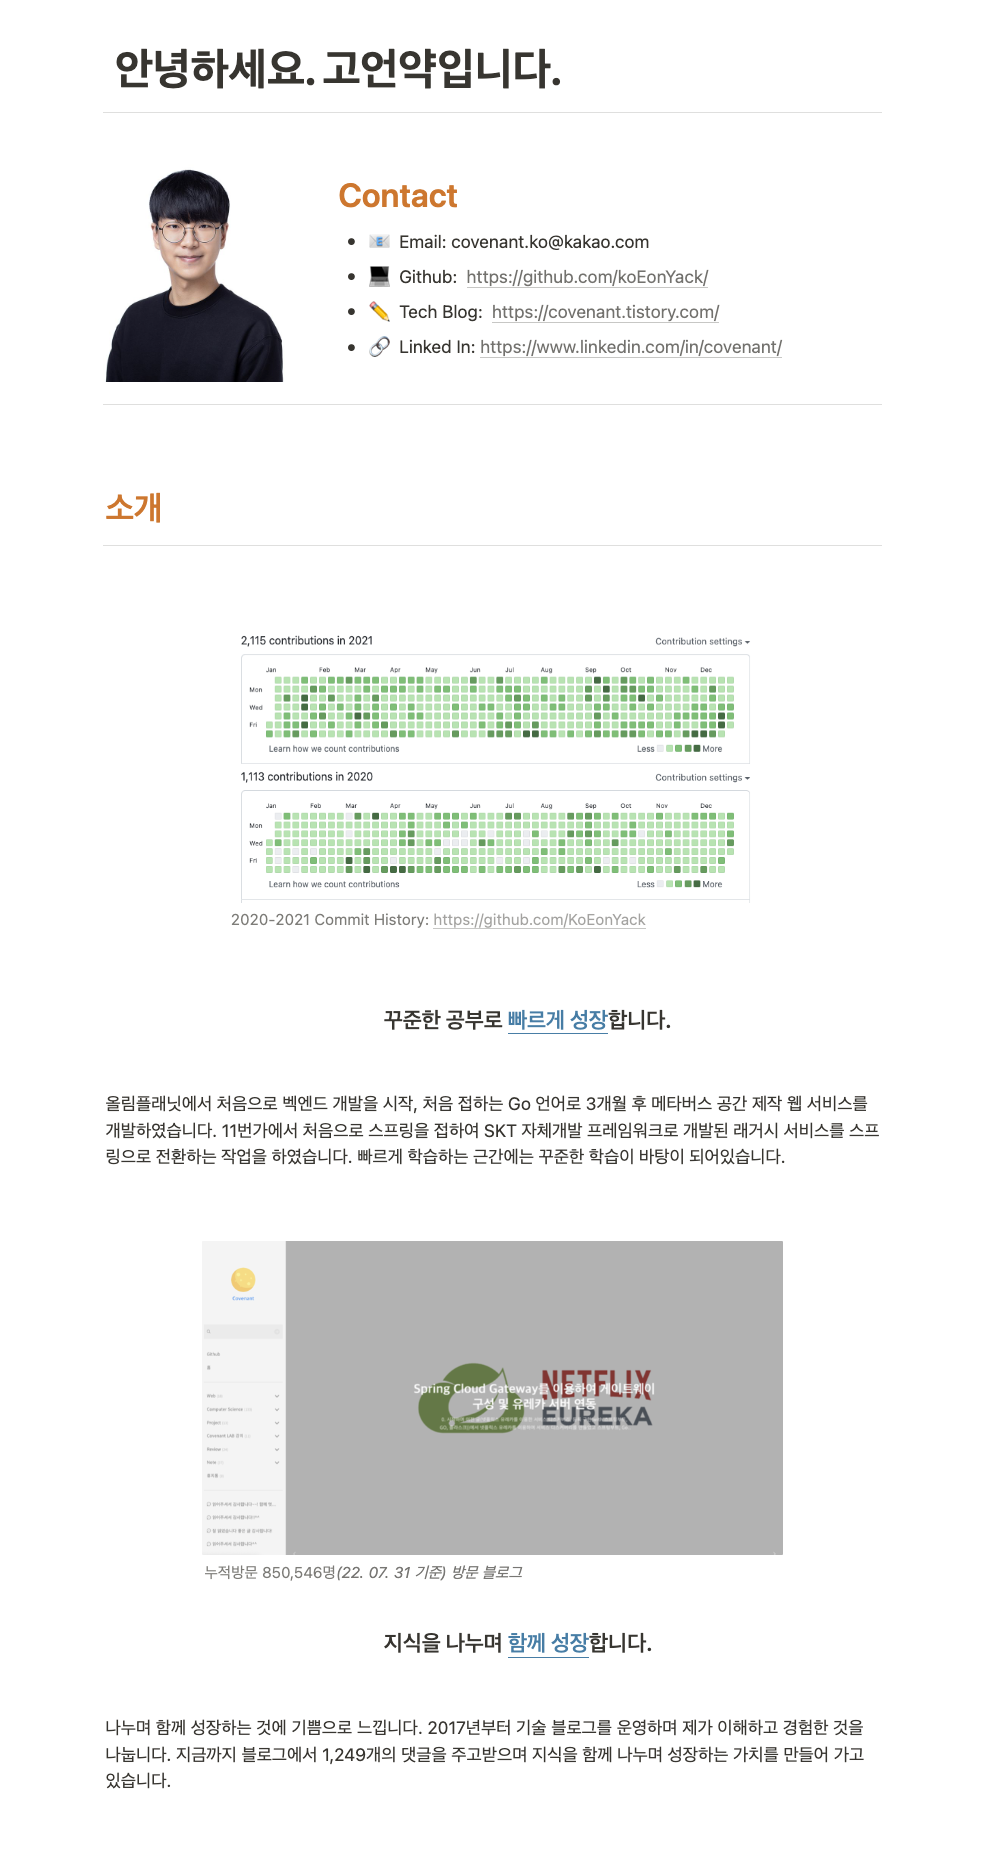 안녕하세요. 고언약입니다.
Contact
Email: covenant.ko@kakao.com
Github: https://github.com/koEonYack/
Tech Blog: https://covenant.tistory.com/
Linked In: https://www.linkedin.com/in/covenant/
소개
2,115 contributions in 2021
Contribution settings
Jan Feb Mar Apr May Jun Jul Aug Sep Oct Nov Dec
Mon
Wed
Fri
Learn how we count contributions
Less More
1,113 contributions in 2020
Contribution settings
Jan Feb Mar Apr May Jun Jul Aug Sep Oct Nov Dec
Mon
Wed
Fri
Learn how we count contributions
Less More
2020-2021 Commit History: https://github.com/KoEonYack
꾸준한 공부로 빠르게 성장합니다.
올림플래닛에서 처음으로 벡엔드 개발을 시작, 처음 접하는 Go 언어로 3개월 후 메타버스 공간 제작 웹 서비스를
개발하였습니다. 11번가에서 처음으로 스프링을 접하여 SKT 자체개발 프레임워크로 개발된 래거시 서비스를 스프
링으로 전환하는 작업을 하였습니다. 빠르게 학습하는 근간에는 꾸준한 학습이 바탕이 되어있습니다.
Covenant
홈
Web
Computer Science
Project
Covenant LAB
Review
Note
NETFLIX
EUREKA
Spring Cloud Gateway를 이용하여 게이트웨이
구성 및 유레카 서버 연동
누적방문 850,546명(22. 07. 31 기준) 방문 블로그
지식을 나누며 함께 성장합니다.
나누며 함께 성장하는 것에 기쁨으로 느낍니다. 2017년부터 기술 블로그를 운영하며 제가 이해하고 경험한 것을
나눕니다. 지금까지 블로그에서 1,249개의 댓글을 주고받으며 지식을 함께 나누며 성장하는 가치를 만들어 가고
있습니다.